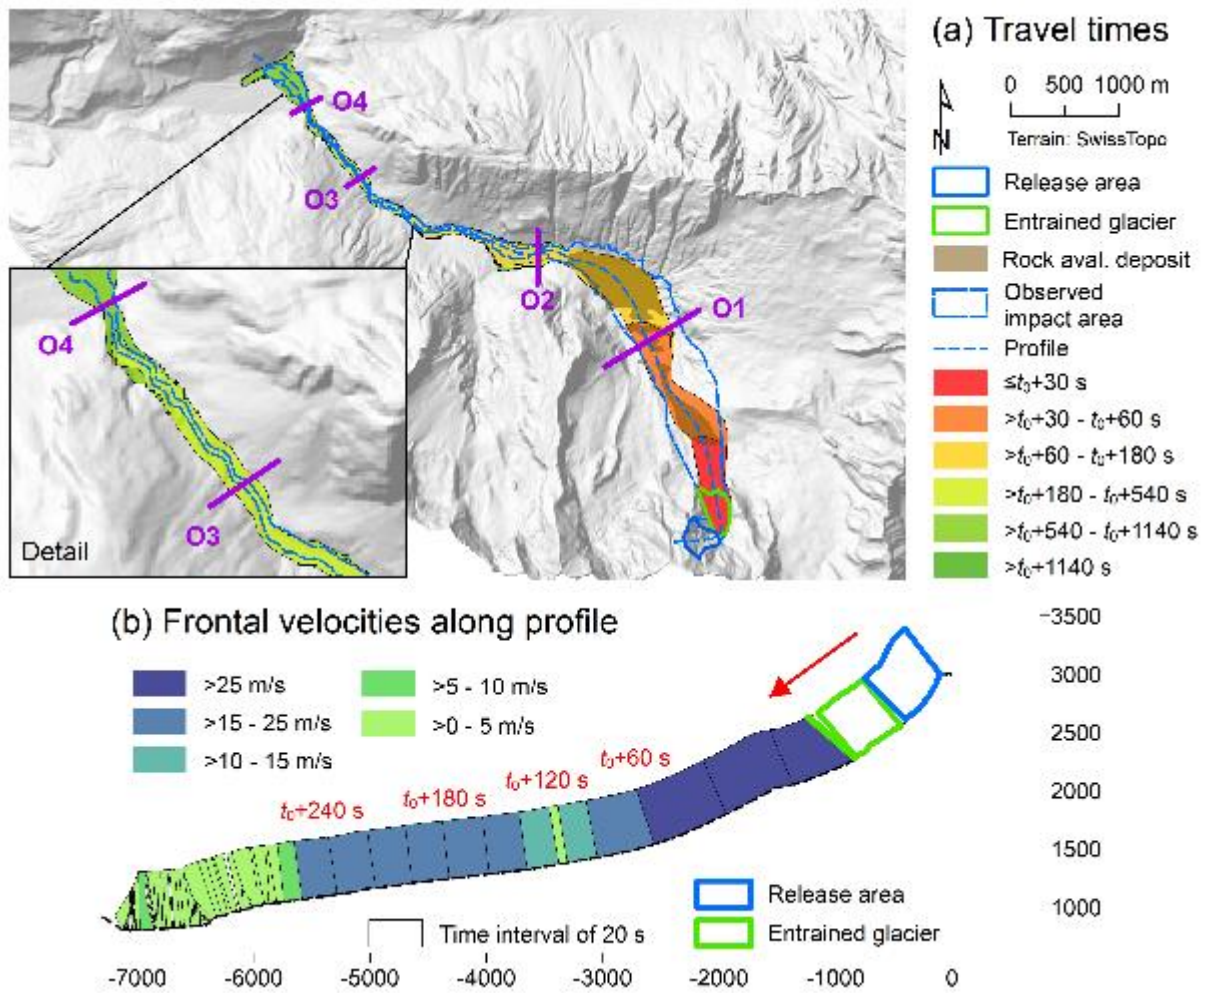 (a) Travel times
0 500 1000 m
N
Terrain: SwissTopo
Release area
Entrained glacier
Rock aval. deposit
Observed
impact area
Profile
≤t₀+30 s
>t₀+30 - t₀+60 s
>t₀+60 - t₀+180 s
>t₀+180 - t₀+540 s
>t₀+540 - t₀+1140 s
>t₀+1140 s
O4
O3
O2
O1
O4
O3
Detail
(b) Frontal velocities along profile
>25 m/s
>15 - 25 m/s
>10 - 15 m/s
>5 - 10 m/s
>0 - 5 m/s
t₀+60 s
t₀+120 s
t₀+180 s
t₀+240 s
3500
3000
2500
2000
1500
1000
Release area
Entrained glacier
Time interval of 20 s
-7000 -6000 -5000 -4000 -3000 -2000 -1000 0